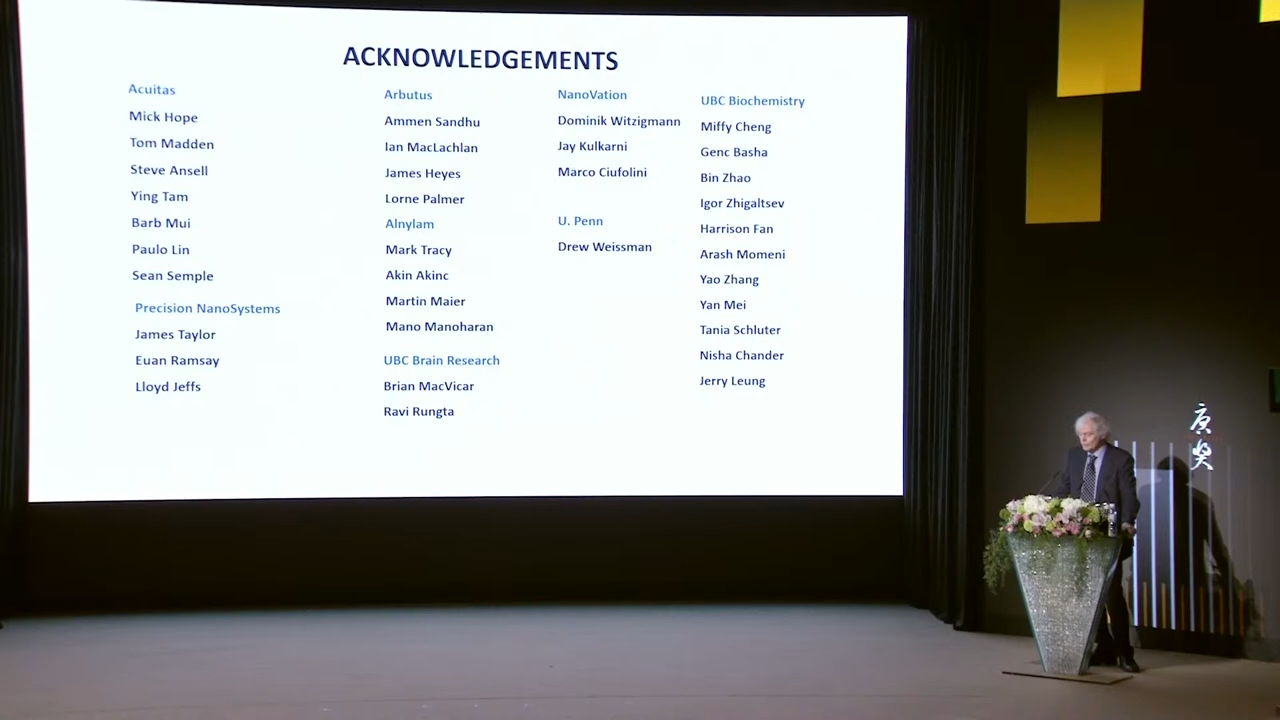 ACKNOWLEDGEMENTS
Acuitas
Mick Hope
Tom Madden
Steve Ansell
Ying Tam
Barb Mui
Paulo Lin
Sean Semple
Precision NanoSystems
James Taylor
Euan Ramsay
Lloyd Jeffs
Arbutus
Ammen Sandhu
Ian MacLachlan
James Heyes
Lorne Palmer
Alnylam
Mark Tracy
Akin Akinc
Martin Maier
Mano Manoharan
UBC Brain Research
Brian MacVicar
Ravi Rungta
NanoVation
Dominik Witzigmann
Jay Kulkarni
Marco Ciufolini
U. Penn
Drew Weissman
UBC Biochemistry
Miffy Cheng
Genc Basha
Bin Zhao
Igor Zhigaltsev
Harrison Fan
Arash Momeni
Yao Zhang
Yan Mei
Tania Schluter
Nisha Chander
Jerry Leung